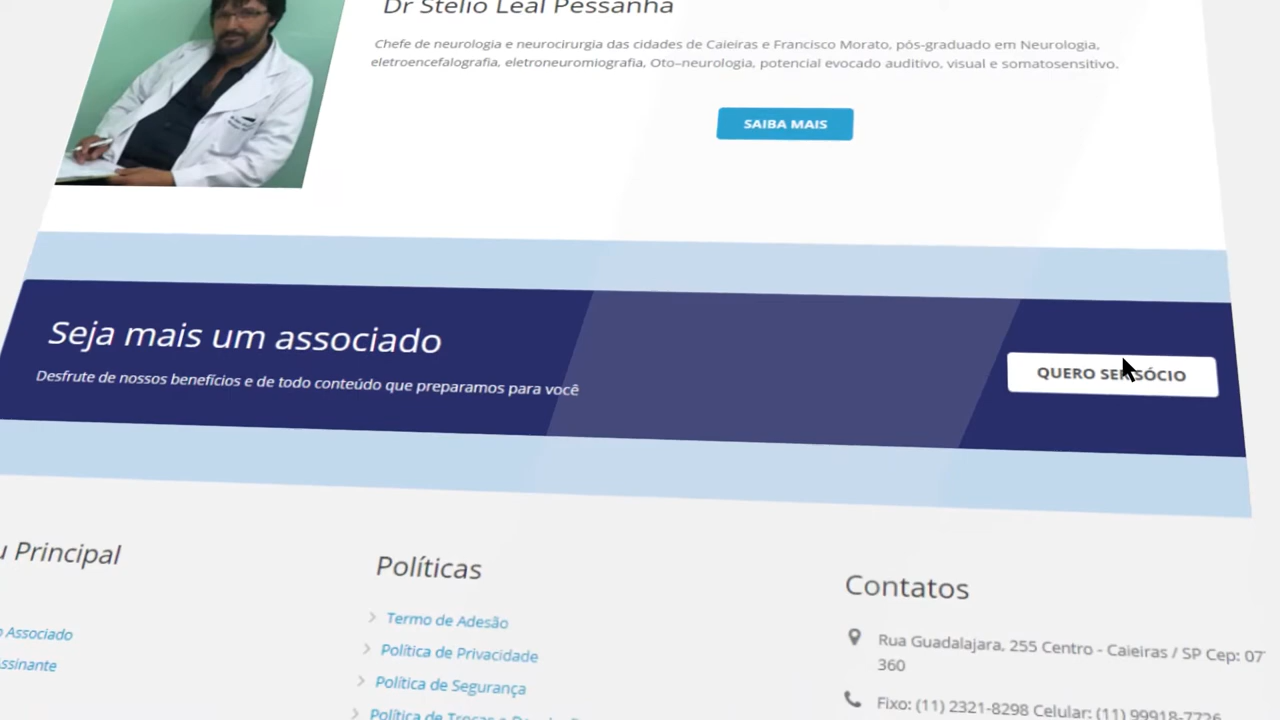 Dr Stelio Leal Pessanha
Chefe de neurologia e neurocirurgia das cidades de Caieiras e Francisco Morato, pós-graduado em Neurologia,
eletroencefalografia, eletroneuromiografia, Oto–neurologia, potencial evocado auditivo, visual e somatosensitivo.
SAIBA MAIS
Seja mais um associado
Desfrute de nossos benefícios e de todo conteúdo que preparamos para você
QUERO SER SÓCIO
u Principal
Associado
ssinante
Políticas
Termo de Adesão
Política de Privacidade
Política de Segurança
Política de Trocas e
Contatos
Rua Guadalajara, 255 Centro - Caieiras / SP Cep: 07
360
Fixo: (11) 2321-8298 Celular: (11) 99918-7726